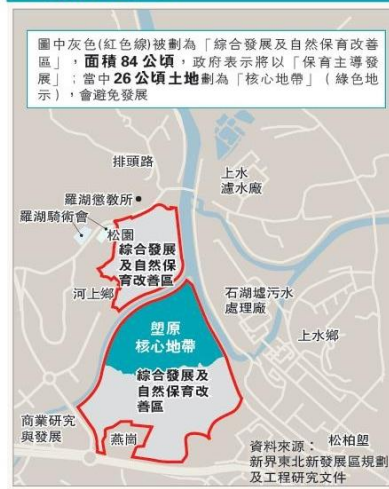 圖中灰色(紅色線)被劃為「綜合發展及自然保育改善
區」，面積 84 公頃，政府表示將以「保育主導發
展」；當中 26 公頃土地劃為「核心地帶」（綠色地
示），會避免發展
排頭路
上水
濾水廠
羅湖懲教所
羅湖騎術會
松園
綜合發展
及自然保
育改善區
河上鄉
石湖墟污水
處理廠
塱原
核心地帶
上水鄉
綜合發展及
自然保育改
善區
商業研究
與發展
燕崗
松柏塱
資料來源：
新界東北新發展區規劃
及工程研究文件